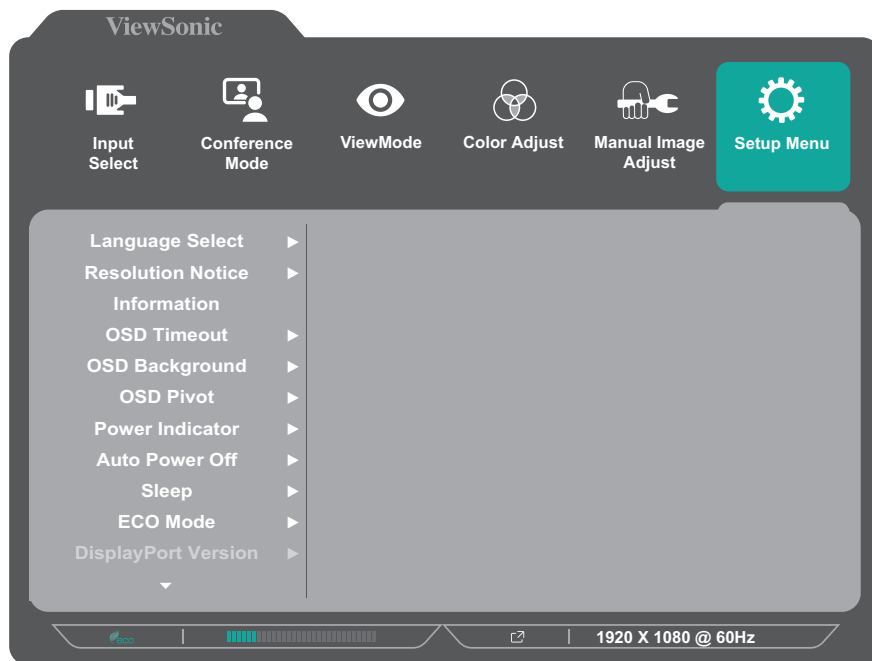 ViewSonic
Input
Select
Conference
Mode
ViewMode
Color Adjust
Manual Image
Adjust
Setup Menu
Language Select
Resolution Notice
Information
OSD Timeout
OSD Background
OSD Pivot
Power Indicator
Auto Power Off
Sleep
ECO Mode
DisplayPort Version
eco
1920 X 1080 @ 60Hz